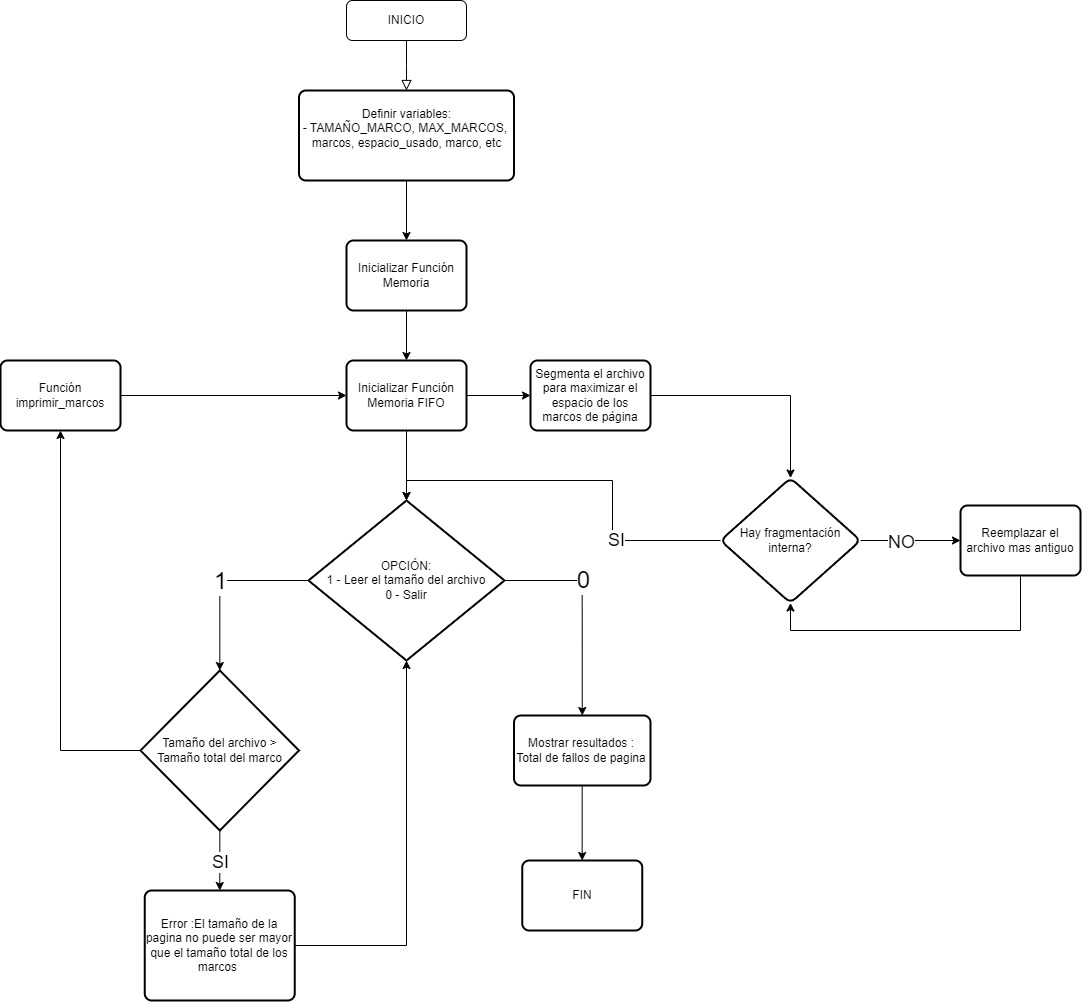 INICIO
Definir variables:
- TAMAÑO_MARCO, MAX_MARCOS,
marcos, espacio_usado, marco, etc
Inicializar Función
Memoria
Función
imprimir_marcos
Inicializar Función
Memoria FIFO
Segmenta el archivo
para maximizar el
espacio de los
marcos de página
Hay fragmentación
interna?
SI
NO
Reemplazar el
archivo mas antiguo
OPCIÓN:
1 - Leer el tamaño del archivo
0 - Salir
1
0
Tamaño del archivo >
Tamaño total del marco
Mostrar resultados :
Total de fallos de pagina
SI
FIN
Error :El tamaño de la
pagina no puede ser mayor
que el tamaño total de los
marcos